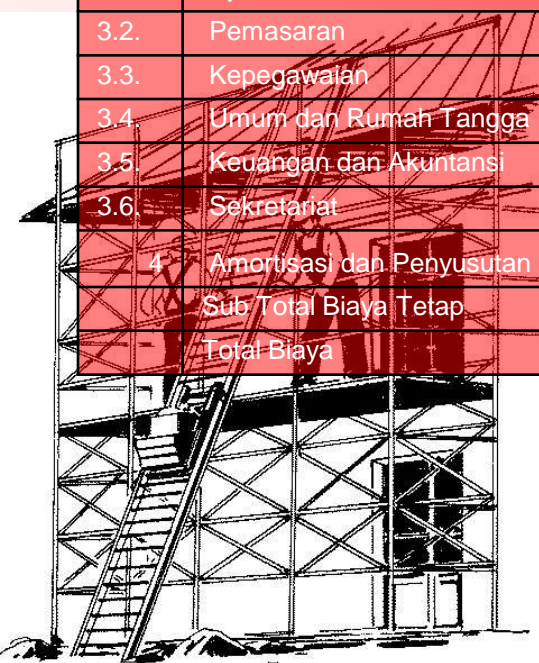 3.2. Pemasaran
3.3. Kepegawaian
3.4. Umum dan Rumah Tangga
3.5. Keuangan dan Akuntansi
3.6. Sekretariat
4 Amortisasi dan Penyusutan
Sub Total Biaya Tetap
Total Biaya